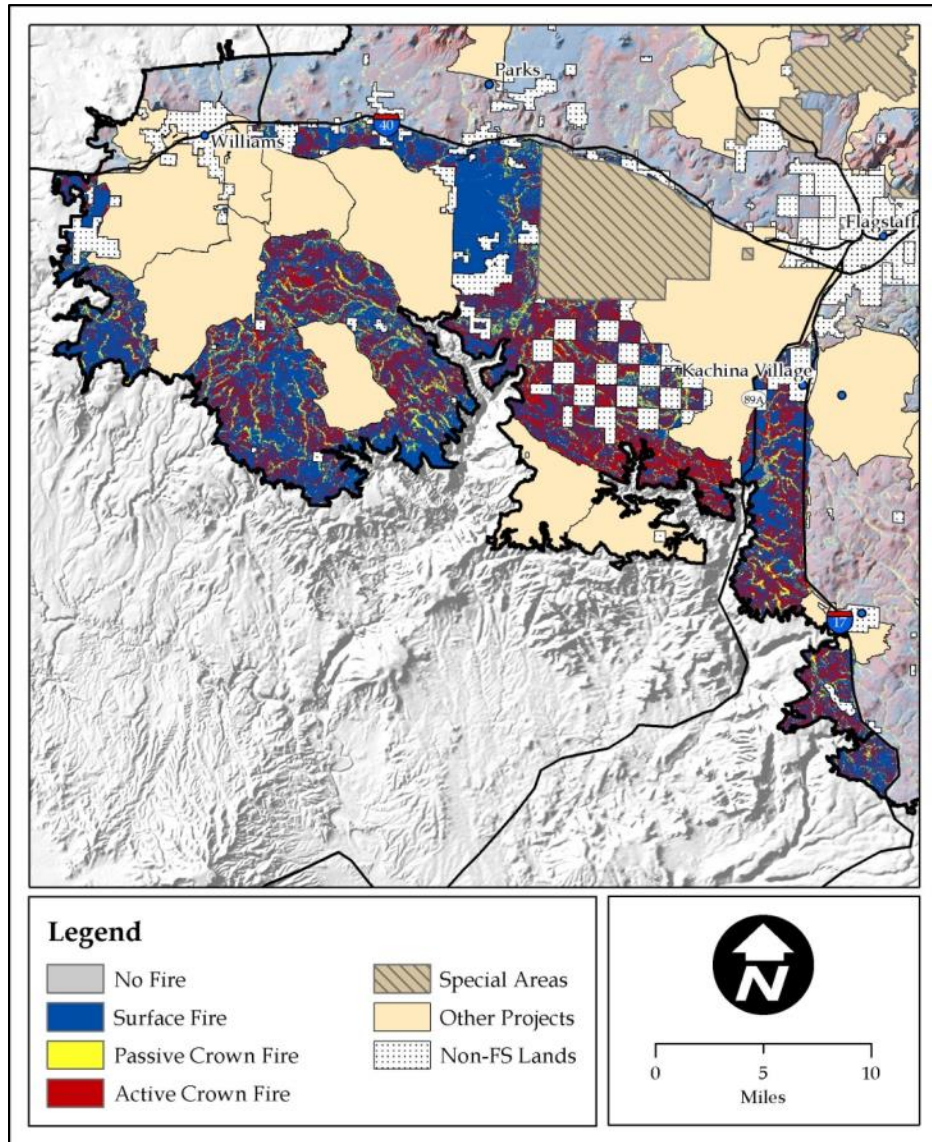 Parks
40
Williams
Flagstaff
Kachina Village
89A
17
Legend
No Fire
Surface Fire
Passive Crown Fire
Active Crown Fire
Special Areas
Other Projects
Non-FS Lands
N
0 5 10
Miles